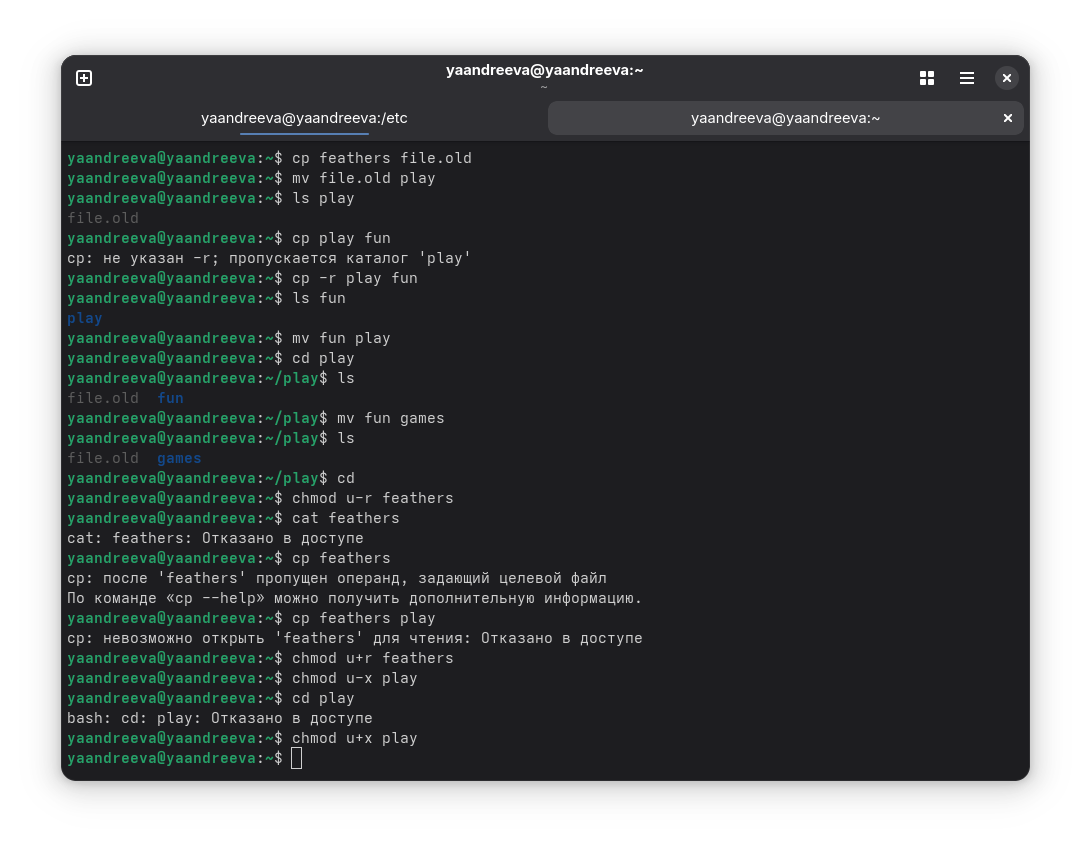 yaandreeva@yaandreeva:~
~
yaandreeva@yaandreeva:/etc
yaandreeva@yaandreeva:~
yaandreeva@yaandreeva:~$ cp feathers file.old
yaandreeva@yaandreeva:~$ mv file.old play
yaandreeva@yaandreeva:~$ ls play
file.old
yaandreeva@yaandreeva:~$ cp play fun
cp: не указан -r; пропускается каталог 'play'
yaandreeva@yaandreeva:~$ cp -r play fun
yaandreeva@yaandreeva:~$ ls fun
play
yaandreeva@yaandreeva:~$ mv fun play
yaandreeva@yaandreeva:~$ cd play
yaandreeva@yaandreeva:~/play$ ls
file.old  fun
yaandreeva@yaandreeva:~/play$ mv fun games
yaandreeva@yaandreeva:~/play$ ls
file.old  games
yaandreeva@yaandreeva:~/play$ cd
yaandreeva@yaandreeva:~$ chmod u-r feathers
yaandreeva@yaandreeva:~$ cat feathers
cat: feathers: Отказано в доступе
yaandreeva@yaandreeva:~$ cp feathers
cp: после 'feathers' пропущен операнд, задающий целевой файл
По команде «cp --help» можно получить дополнительную информацию.
yaandreeva@yaandreeva:~$ cp feathers play
cp: невозможно открыть 'feathers' для чтения: Отказано в доступе
yaandreeva@yaandreeva:~$ chmod u+r feathers
yaandreeva@yaandreeva:~$ chmod u-x play
yaandreeva@yaandreeva:~$ cd play
bash: cd: play: Отказано в доступе
yaandreeva@yaandreeva:~$ chmod u+x play
yaandreeva@yaandreeva:~$